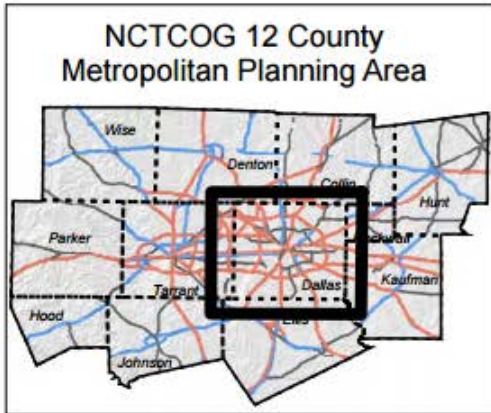 NCTCOG 12 County
Metropolitan Planning Area
Wise
Denton
Collin
Hunt
Parker
Tarrant
Dallas
Kaufman
Hood
Johnson
Ellis